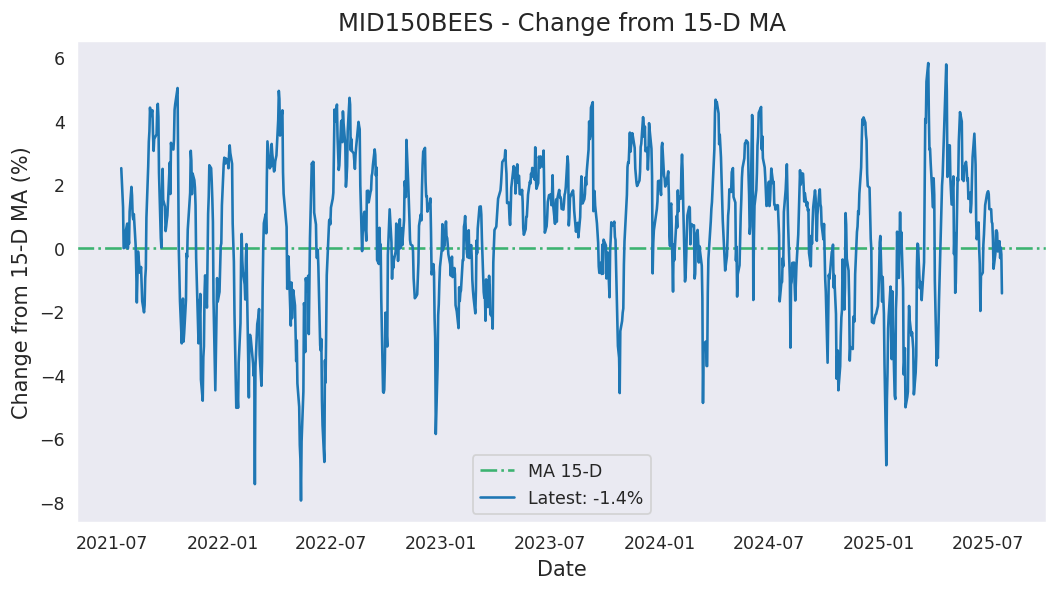 MID150BEES - Change from 15-D MA
Change from 15-D MA (%)
6
4
2
0
−2
−4
−6
−8
MA 15-D
Latest: -1.4%
2021-07 2022-01 2022-07 2023-01 2023-07 2024-01 2024-07 2025-01 2025-07
Date